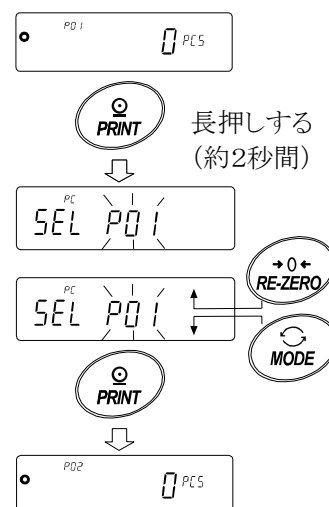 P01
0 PCS
PRINT
長押しする
(約2秒間)
PC
SEL P01
→0←
RE-ZERO
PC
SEL P01
MODE
PRINT
P02
0 PCS